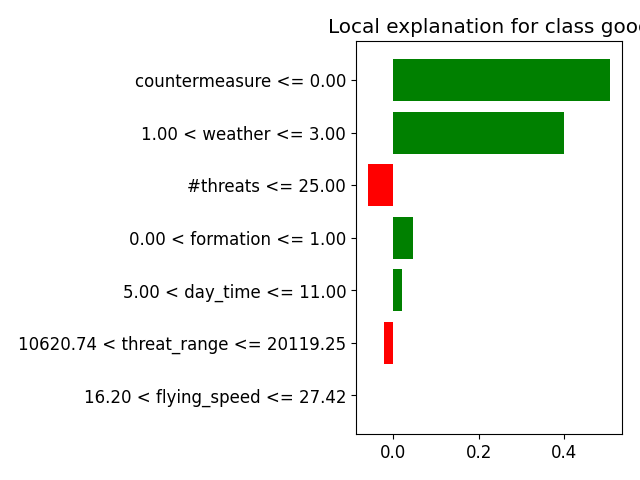 Local explanation for class good
countermeasure <= 0.00
1.00 < weather <= 3.00
#threats <= 25.00
0.00 < formation <= 1.00
5.00 < day_time <= 11.00
10620.74 < threat_range <= 20119.25
16.20 < flying_speed <= 27.42
0.0 0.2 0.4